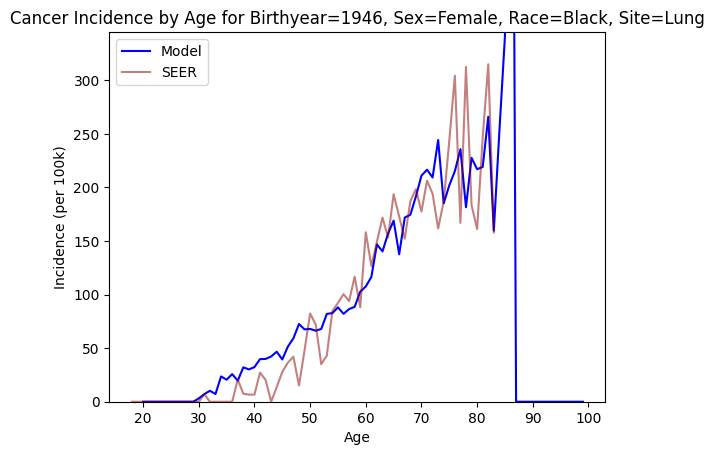 Cancer Incidence by Age for Birthyear=1946, Sex=Female, Race=Black, Site=Lung
Model
SEER
Incidence (per 100k)
300
250
200
150
100
50
0
20 30 40 50 60 70 80 90 100
Age